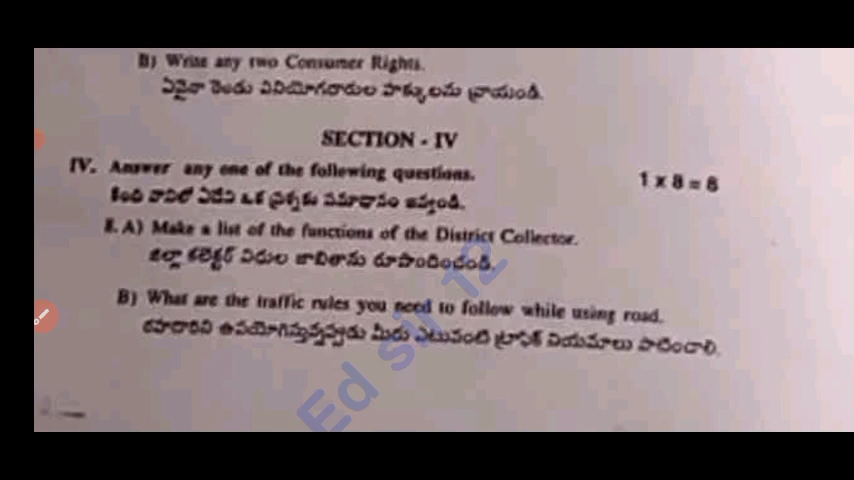 B) Write any two Consumer Rights.
ఏవైనా రెండు వినియోగదారుల హక్కులను వ్రాయండి.
SECTION - IV
IV. Answer any one of the following questions.
1 x 8 = 8
కింది వానిలో ఏదేని ఒక ప్రశ్నకు సమాధానం ఇవ్వండి.
8. A) Make a list of the functions of the District Collector.
జిల్లా కలెక్టర్ విధుల జాబితాను రూపొందించండి.
B) What are the traffic rules you need to follow while using road.
రహదారిని ఉపయోగిస్తున్నప్పుడు మీరు ఎటువంటి ట్రాఫిక్ నియమాలు పాటించాలి.
Ed sij 12